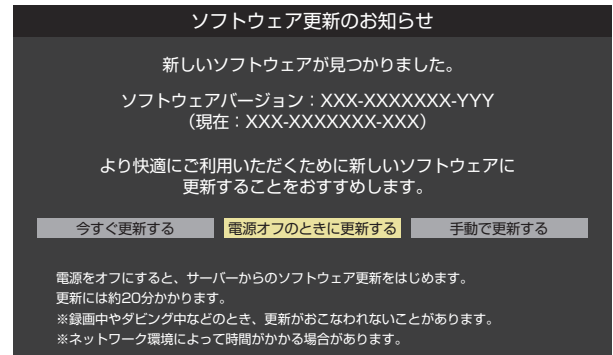 ソフトウェア更新のお知らせ
新しいソフトウェアが見つかりました。
ソフトウェアバージョン：XXX-XXXXXXX-YYY
（現在：XXX-XXXXXXX-XXX）
より快適にご利用いただくために新しいソフトウェアに
更新することをおすすめします。
今すぐ更新する 電源オフのときに更新する 手動で更新する
電源をオフにすると、サーバーからのソフトウェア更新をはじめます。
更新には約20分かかります。
※録画中やダビング中などのとき、更新がおこなわれないことがあります。
※ネットワーク環境によって時間がかかる場合があります。